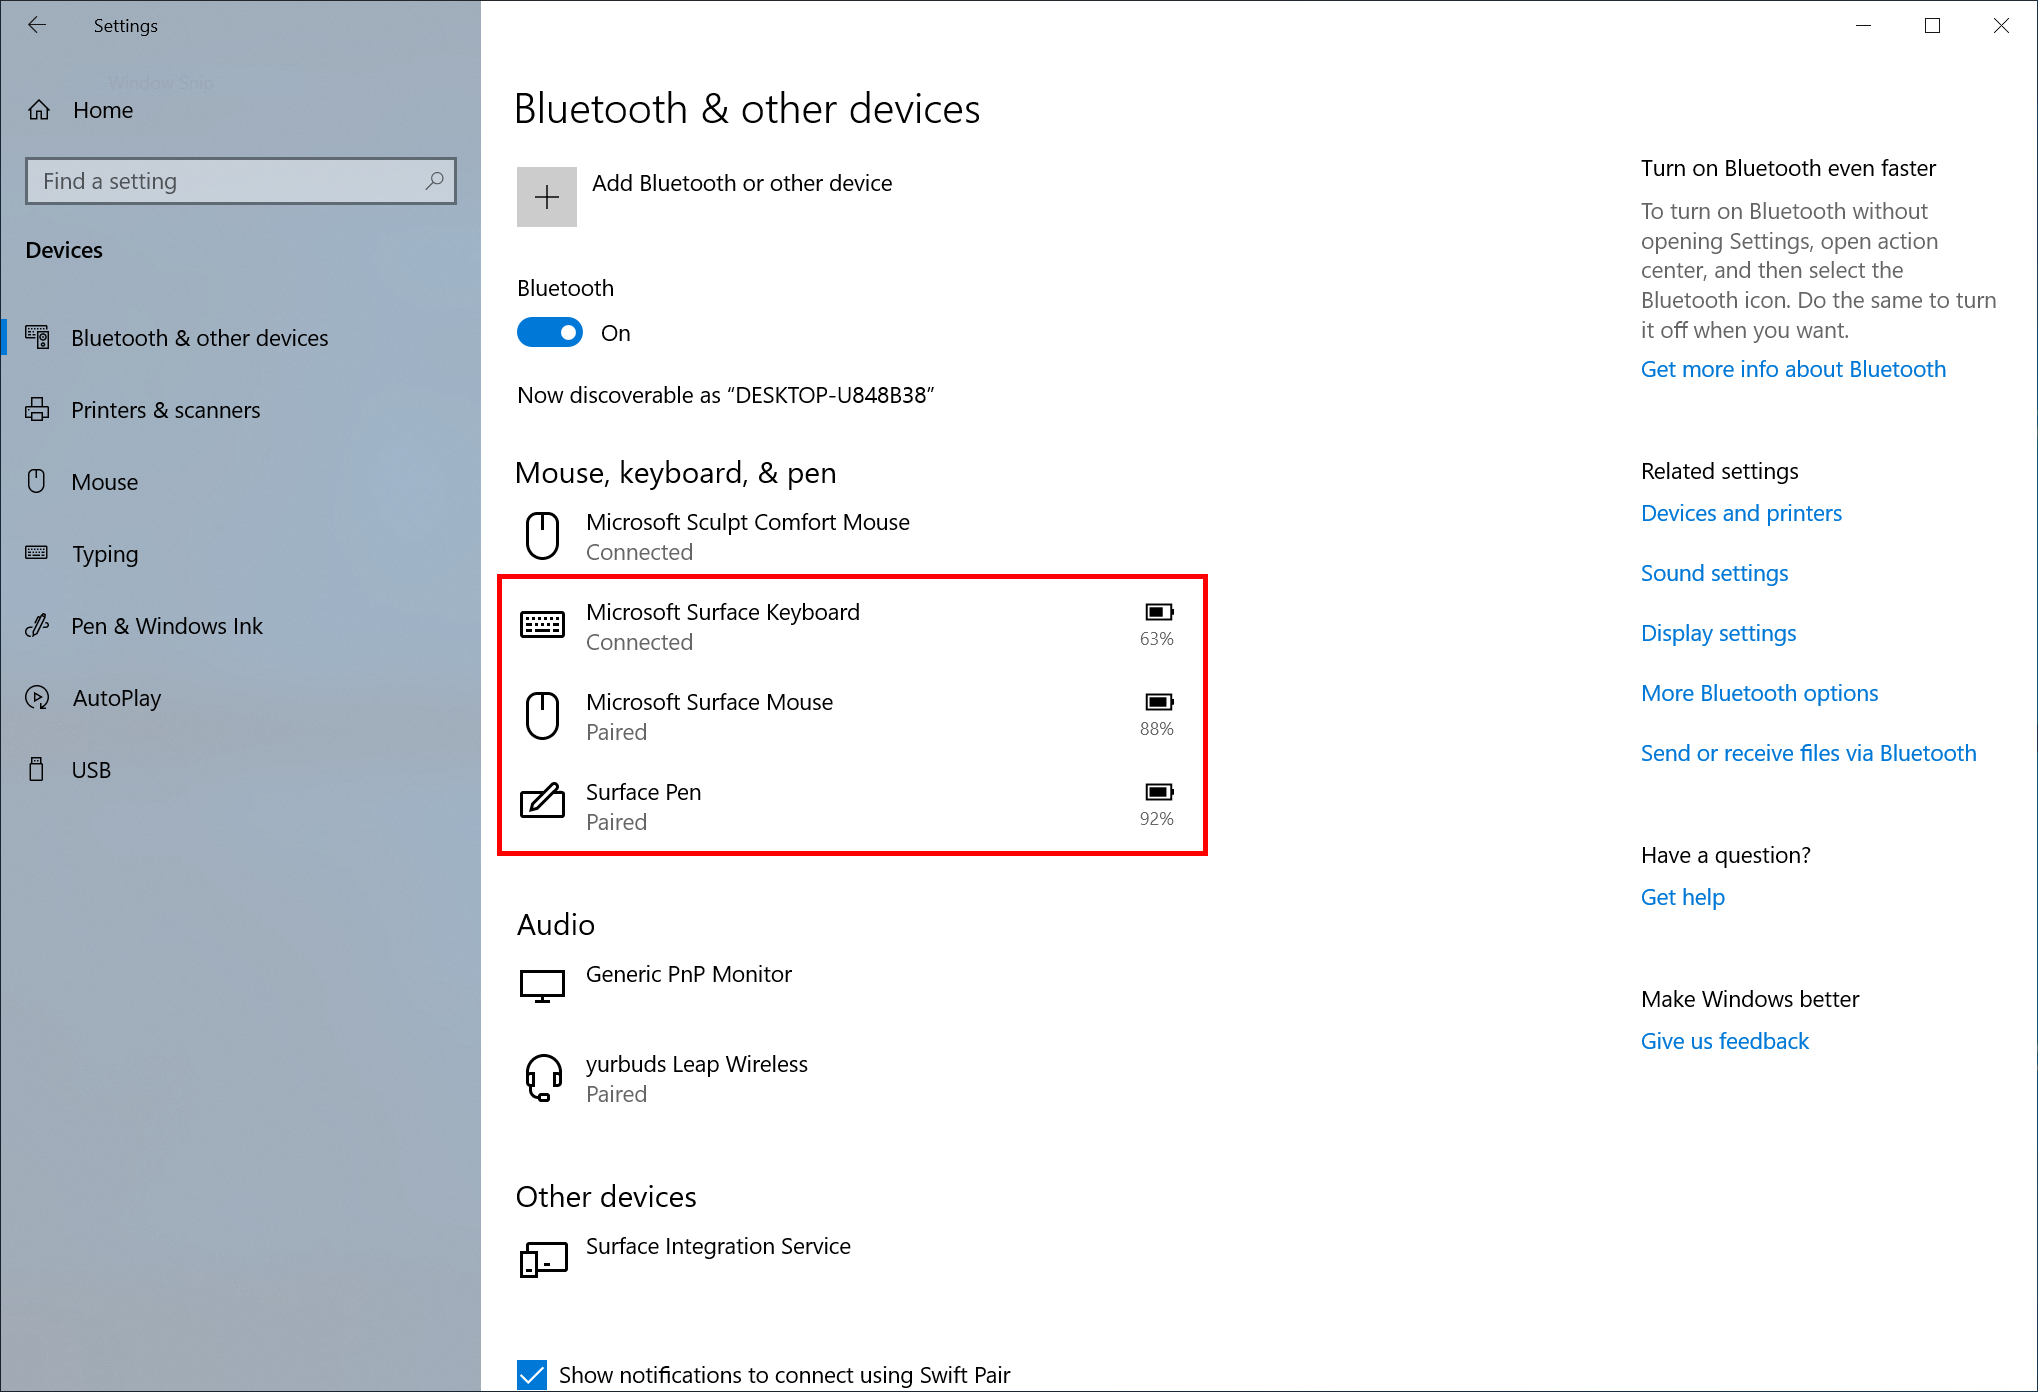 Settings
Window Snip
Home
Find a setting
Devices
Bluetooth & other devices
Printers & scanners
Mouse
Typing
Pen & Windows Ink
AutoPlay
USB
Bluetooth & other devices
Add Bluetooth or other device
Bluetooth
On
Now discoverable as “DESKTOP-U848B38”
Mouse, keyboard, & pen
Microsoft Sculpt Comfort Mouse
Connected
Microsoft Surface Keyboard
Connected
63%
Microsoft Surface Mouse
Paired
88%
Surface Pen
Paired
92%
Audio
Generic PnP Monitor
yurbuds Leap Wireless
Paired
Other devices
Surface Integration Service
Show notifications to connect using Swift Pair
Turn on Bluetooth even faster
To turn on Bluetooth without
opening Settings, open action
center, and then select the
Bluetooth icon. Do the same to turn
it off when you want.
Get more info about Bluetooth
Related settings
Devices and printers
Sound settings
Display settings
More Bluetooth options
Send or receive files via Bluetooth
Have a question?
Get help
Make Windows better
Give us feedback